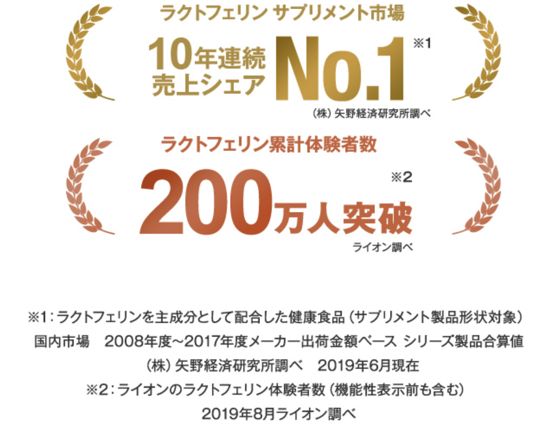 ラクトフェリン サプリメント市場
10年連続
売上シェア
No.1
※1
(株)矢野経済研究所調べ
ラクトフェリン累計体験者数
200万人突破
※2
ライオン調べ
※1：ラクトフェリンを主成分として配合した健康食品（サプリメント製品形状対象）
国内市場　2008年度～2017年度メーカー出荷金額ベース シリーズ製品合算値
（株）矢野経済研究所調べ　2019年6月現在
※2：ライオンのラクトフェリン体験者数（機能性表示前も含む）
2019年8月ライオン調べ